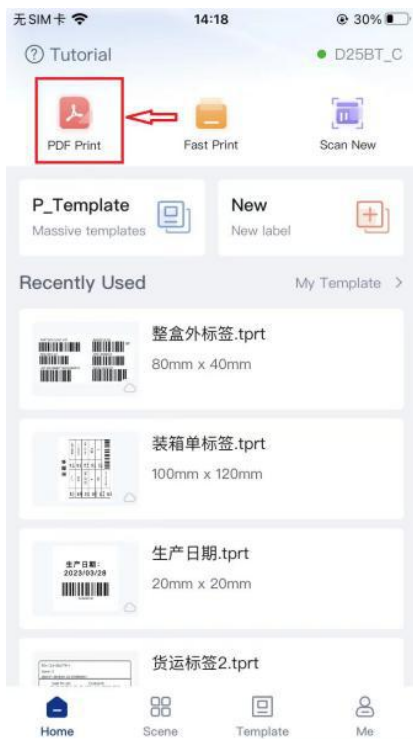 无SIM卡 14:18 30%
Tutorial D25BT_C
PDF Print Fast Print Scan New
P_Template New
Massive templates New label
Recently Used My Template >
整盒外标签.tprt
80mm x 40mm
装箱单标签.tprt
100mm x 120mm
生产日期.tprt
生产日期:
2023/03/28
20mm x 20mm
货运标签2.tprt
Home Scene Template Me